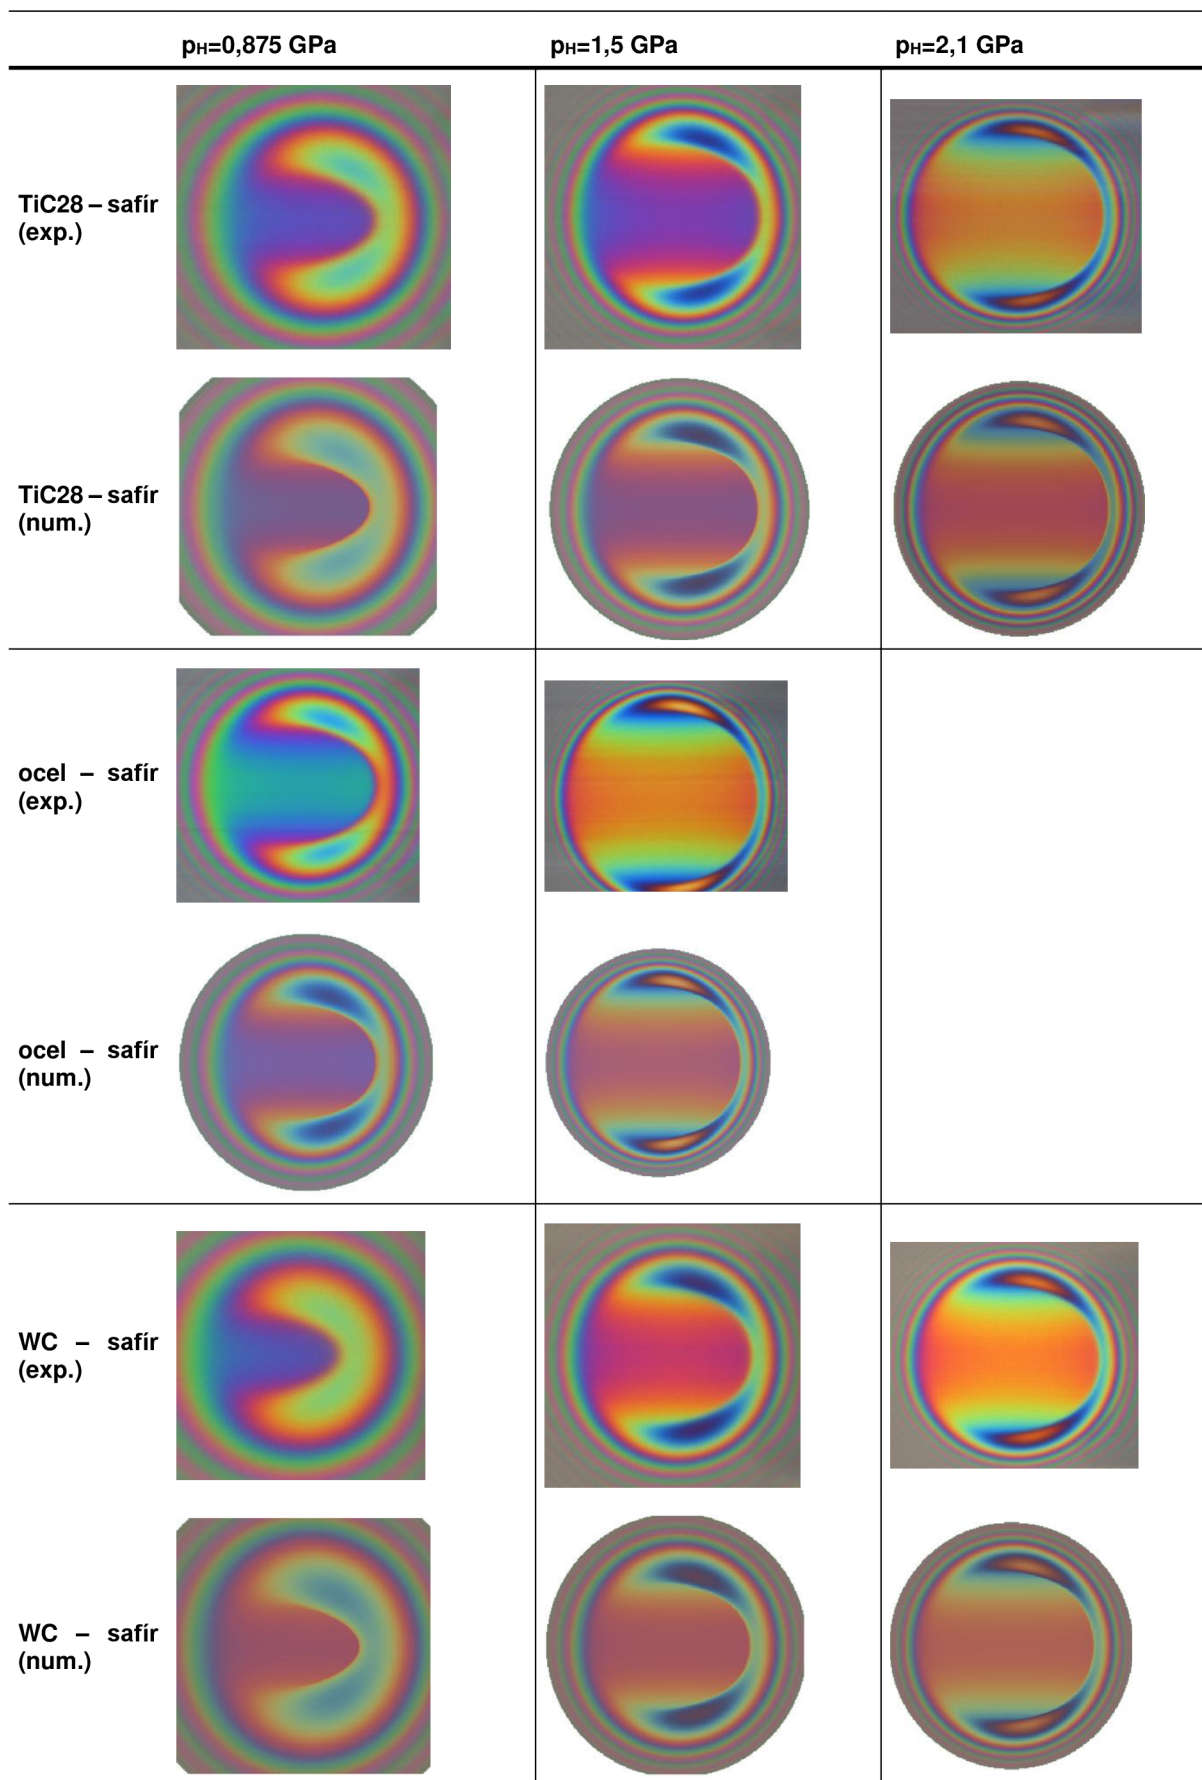 pH=0,875 GPa pH=1,5 GPa pH=2,1 GPa
TiC28 – safír
(exp.)
TiC28 – safír
(num.)
ocel – safír
(exp.)
ocel – safír
(num.)
WC – safír
(exp.)
WC – safír
(num.)